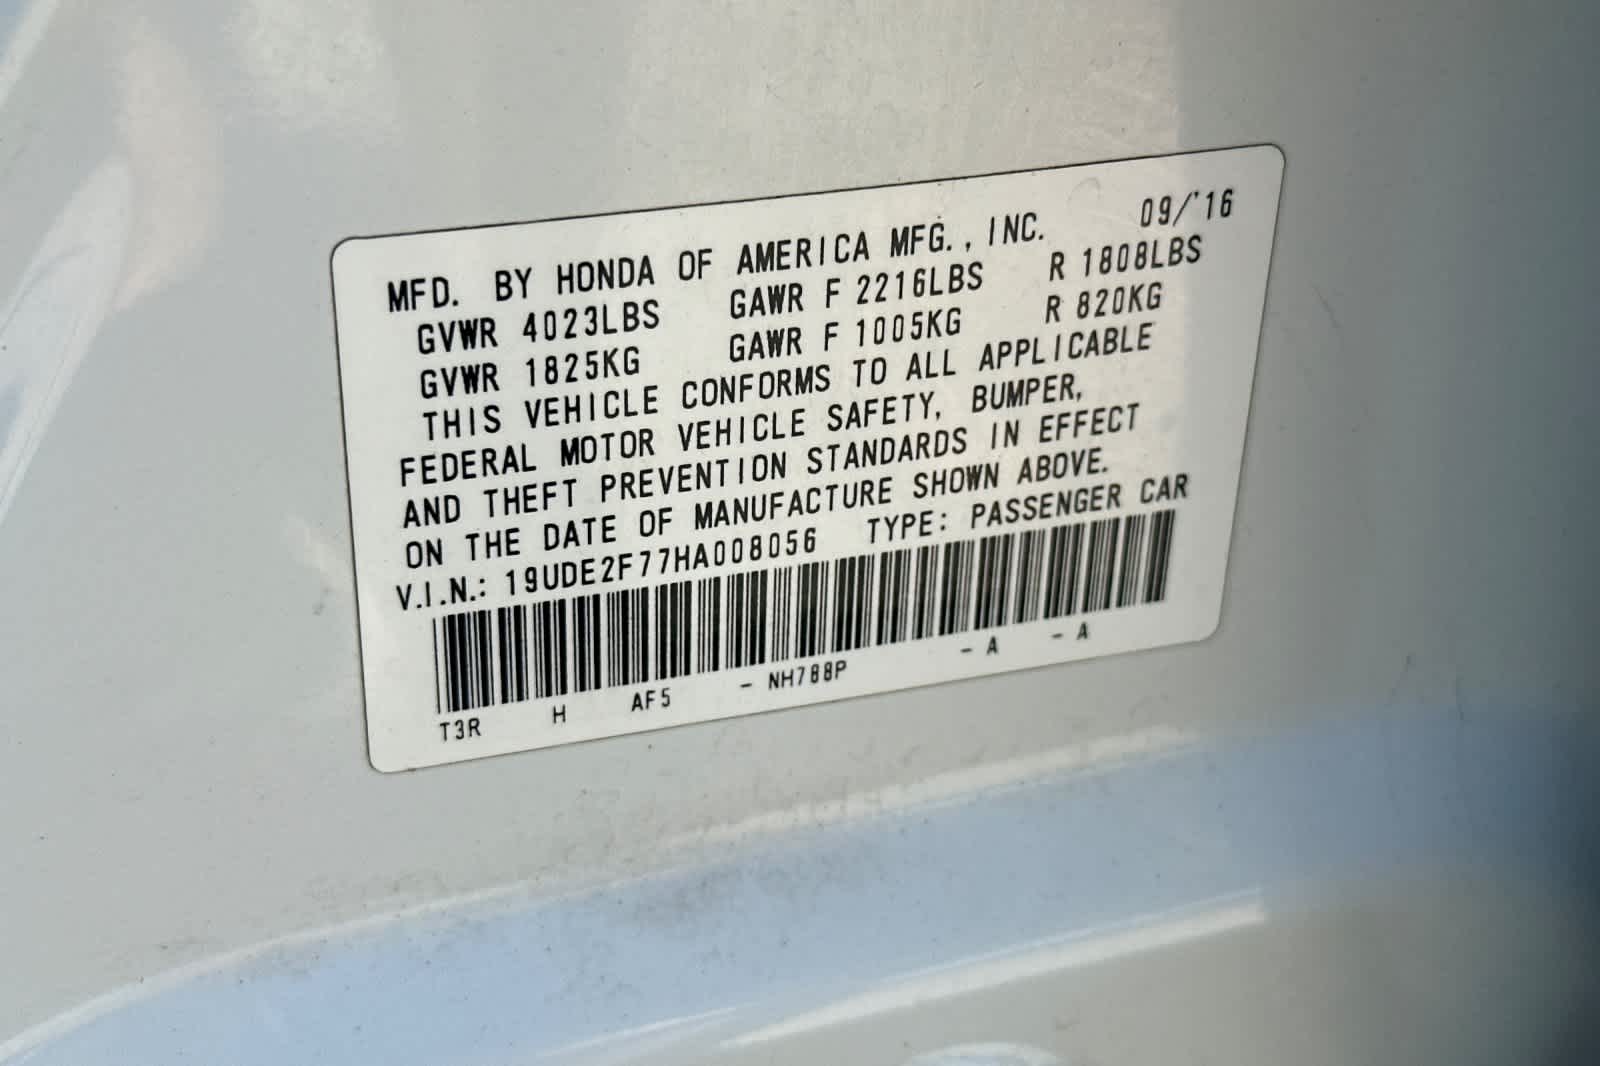 MFD. BY HONDA OF AMERICA MFG., INC. 09/'16
GVWR 4023LBS GAWR F 2216LBS R 1808LBS
GVWR 1825KG GAWR F 1005KG R 820KG
THIS VEHICLE CONFORMS TO ALL APPLICABLE
FEDERAL MOTOR VEHICLE SAFETY, BUMPER,
AND THEFT PREVENTION STANDARDS IN EFFECT
ON THE DATE OF MANUFACTURE SHOWN ABOVE.
V.I.N.: 19UDE2F77HA008056 TYPE: PASSENGER CAR
T3R H AF5 - NH788P - A - A